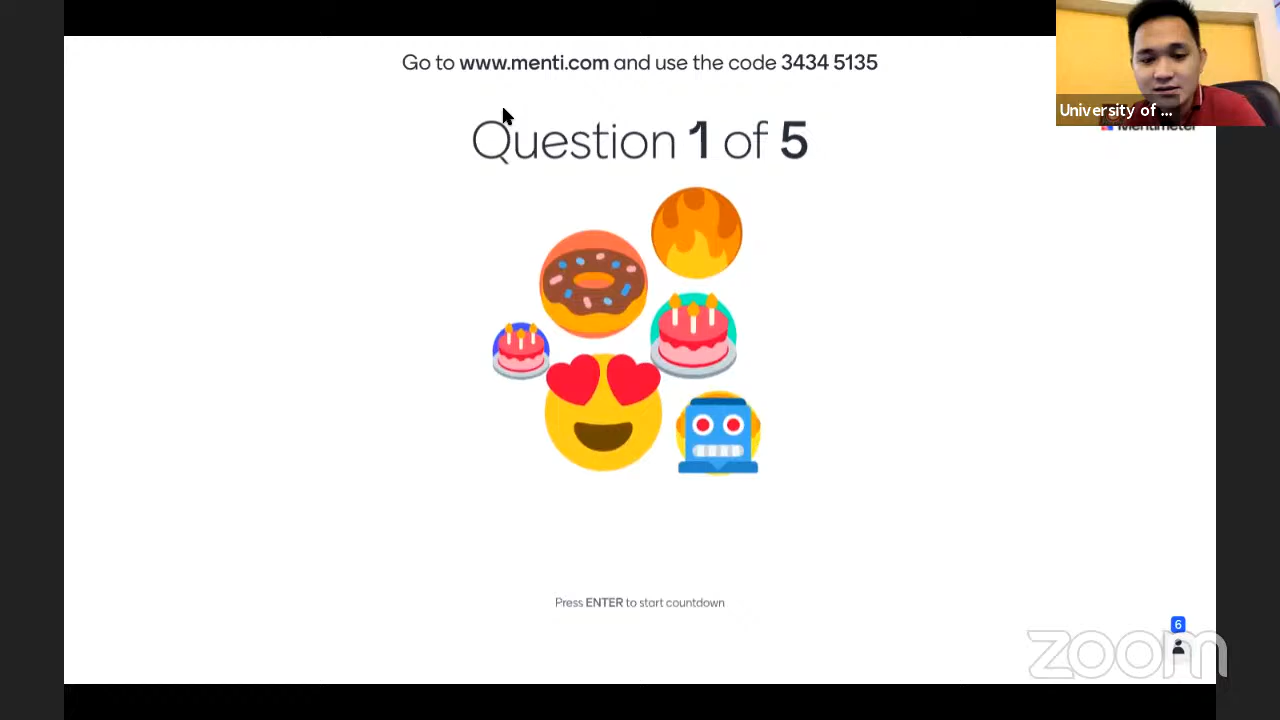 Go to www.menti.com and use the code 3434 5135
University of ...
Mentimeter
Question 1 of 5
Press ENTER to start countdown
6
zoom